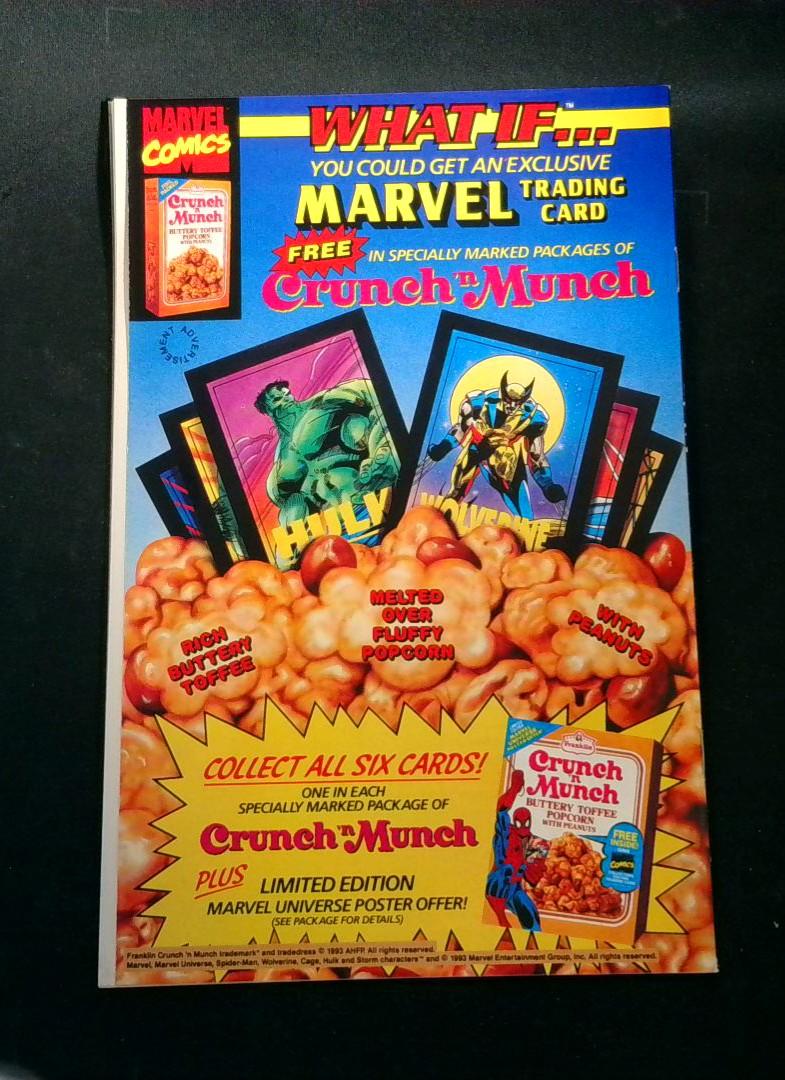 MARVEL
COMICS
WHAT IF...™
YOU COULD GET AN EXCLUSIVE
MARVEL TRADING
CARD
FREE IN SPECIALLY MARKED PACKAGES OF
Crunch 'n Munch
Crunch
'n
Munch
BUTTERY TOFFEE
POPCORN
WITH PEANUTS
ADVERTISEMENT
HULK
WOLVERINE
RICH
BUTTERY
TOFFEE
MELTED
OVER
FLUFFY
POPCORN
WITH
PEANUTS
COLLECT ALL SIX CARDS!
ONE IN EACH
SPECIALLY MARKED PACKAGE OF
Crunch 'n Munch
PLUS LIMITED EDITION
MARVEL UNIVERSE POSTER OFFER!
(SEE PACKAGE FOR DETAILS)
Franklin
Crunch
'n
Munch
BUTTERY TOFFEE
POPCORN
WITH PEANUTS
FREE
INSIDE!
COMICS
Franklin Crunch 'n Munch trademark* and tradedress © 1993 AHFP. All rights reserved.
Marvel, Marvel Universe, Spider-Man, Wolverine, Cage, Hulk and Storm characters™ and © 1993 Marvel Entertainment Group, Inc. All rights reserved.